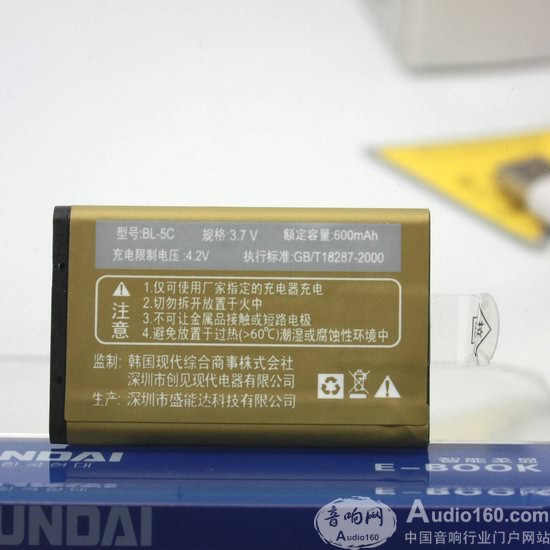 型号:BL-5C 规格:3.7 V 额定容量:600mAh
充电限制电压:4.2V 执行标准:GB/T18287-2000
注意
1.仅可使用厂家指定的充电器充电
2.切勿拆开放置于火中
3.不可让金属品接触或短路电极
4.避免放置于过热(>60℃)潮湿或腐蚀性环境中
监制: 韩国现代综合商事株式会社
深圳市创见现代电器有限公司
生产: 深圳市盛能达科技有限公司
NDAI
智能柔显
E-BOOK
UNDAI
音响网
Audio160
Audio160.com
中国音响行业门户网站